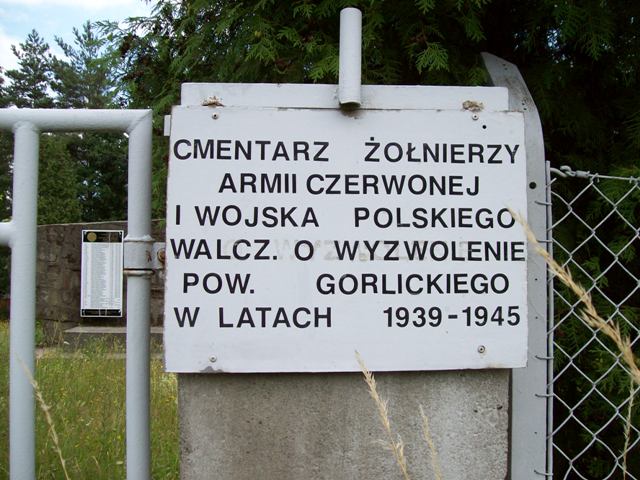 CMENTARZ ŻOŁNIERZY
ARMII CZERWONEJ
I WOJSKA POLSKIEGO
WALCZ. O WYZWOLENIE
POW. GORLICKIEGO
W LATACH 1939-1945